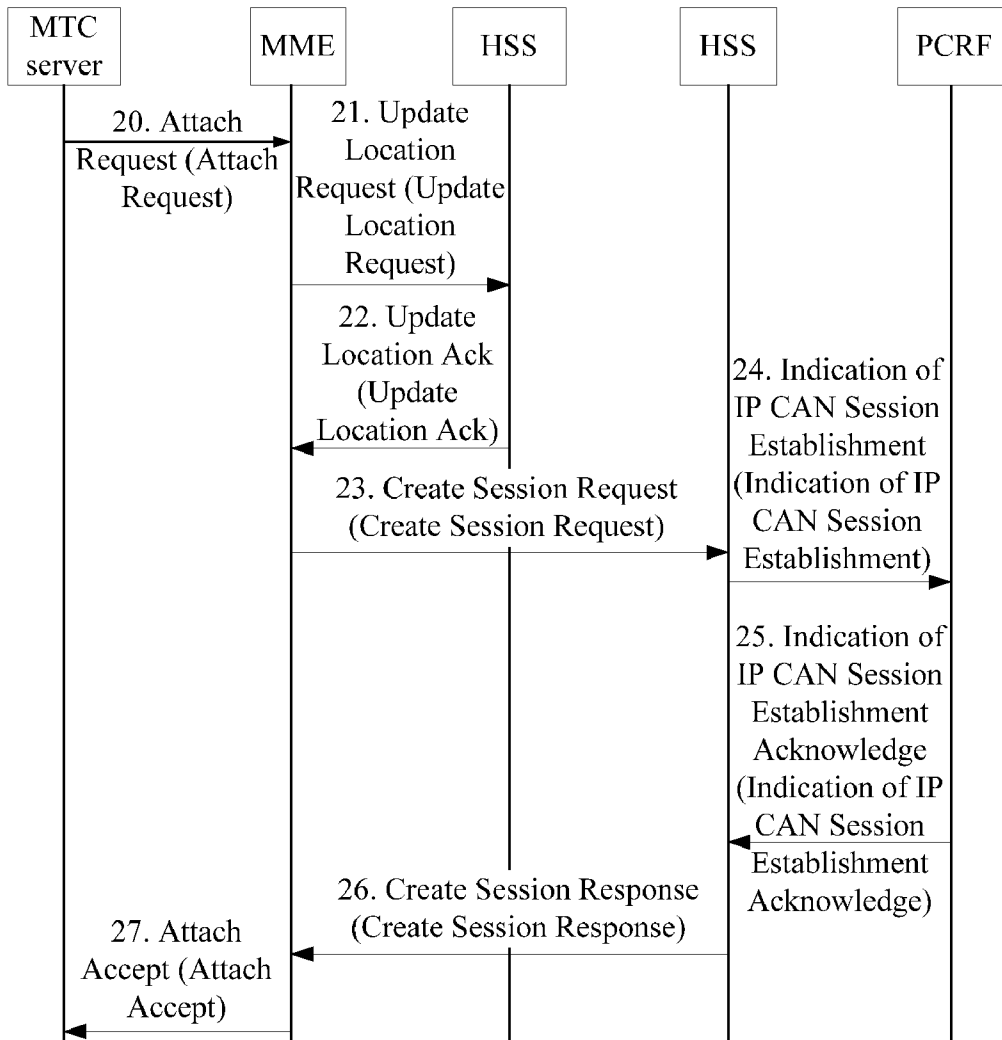 MTC
server
MME
HSS
HSS
PCRF
20. Attach
Request (Attach
Request)
21. Update
Location
Request (Update
Location
Request)
22. Update
Location Ack
(Update
Location Ack)
23. Create Session Request
(Create Session Request)
24. Indication of
IP CAN Session
Establishment
(Indication of IP
CAN Session
Establishment)
25. Indication of
IP CAN Session
Establishment
Acknowledge
(Indication of IP
CAN Session
Establishment
Acknowledge)
26. Create Session Response
(Create Session Response)
27. Attach
Accept (Attach
Accept)